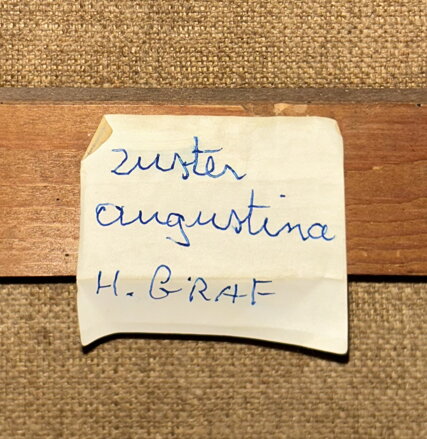 zuster
augustina
H. GRAF